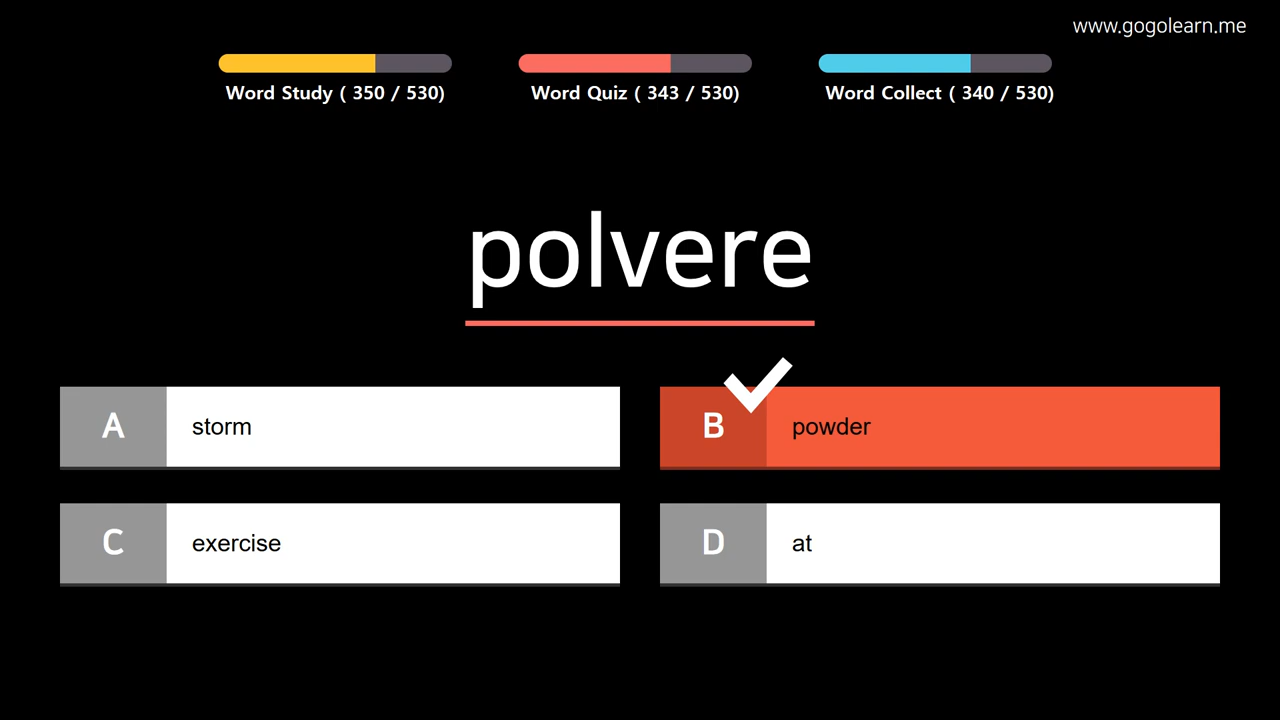 www.gogolearn.me
Word Study ( 350 / 530)
Word Quiz ( 343 / 530)
Word Collect ( 340 / 530)
polvere
A storm
B powder
C exercise
D at